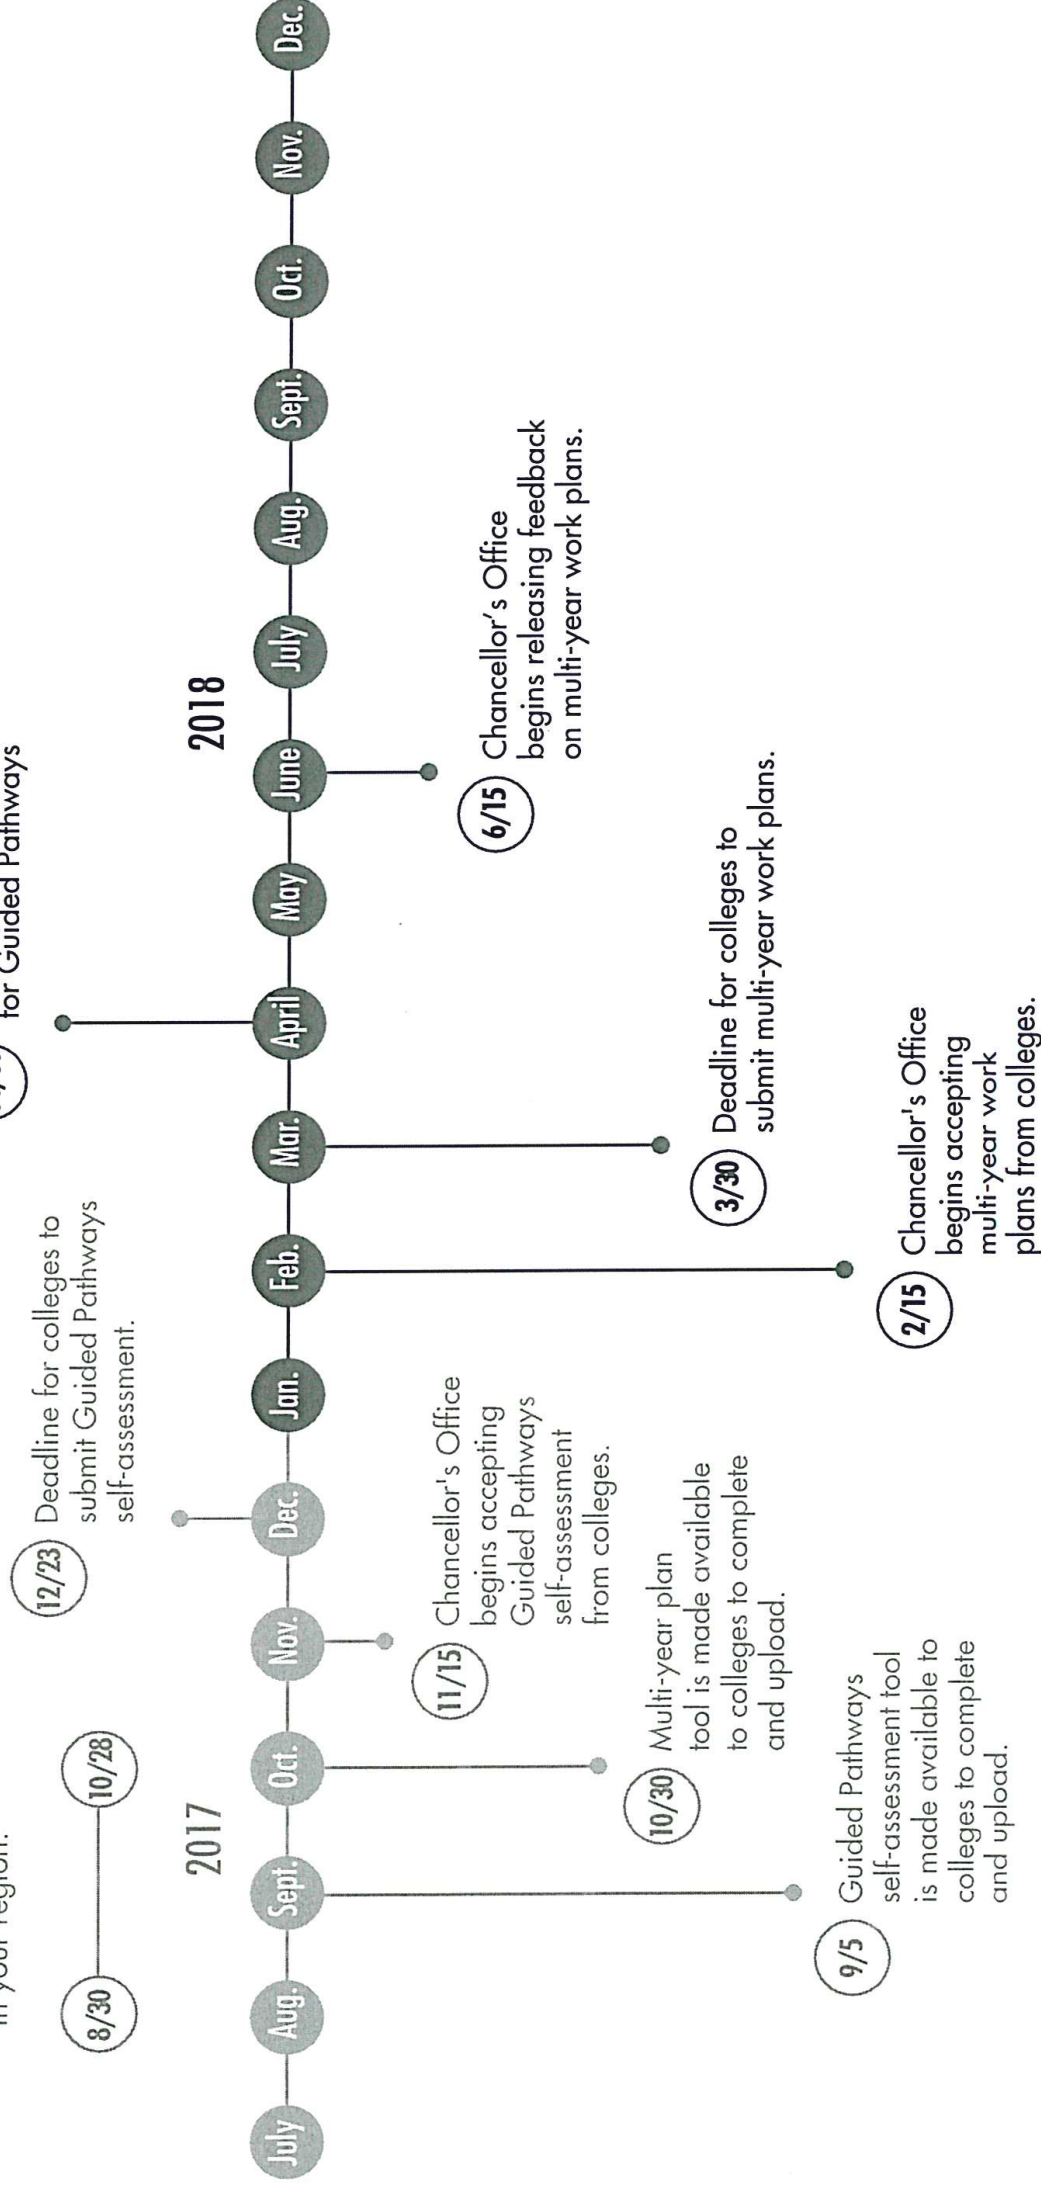 in your region.
8/30
10/28
12/23
Deadline for colleges to
submit Guided Pathways
self-assessment.
for Guided Pathways
2017
2018
July
Aug.
Sept.
Oct.
Nov.
Dec.
Jan.
Feb.
Mar.
April
May
June
July
Aug.
Sept.
Oct.
Nov.
Dec.
9/5
Guided Pathways
self-assessment tool
is made available to
colleges to complete
and upload.
10/30
Multi-year plan
tool is made available
to colleges to complete
and upload.
11/15
Chancellor's Office
begins accepting
Guided Pathways
self-assessment
from colleges.
2/15
Chancellor's Office
begins accepting
multi-year work
plans from colleges.
3/30
Deadline for colleges to
submit multi-year work plans.
6/15
Chancellor's Office
begins releasing feedback
on multi-year work plans.